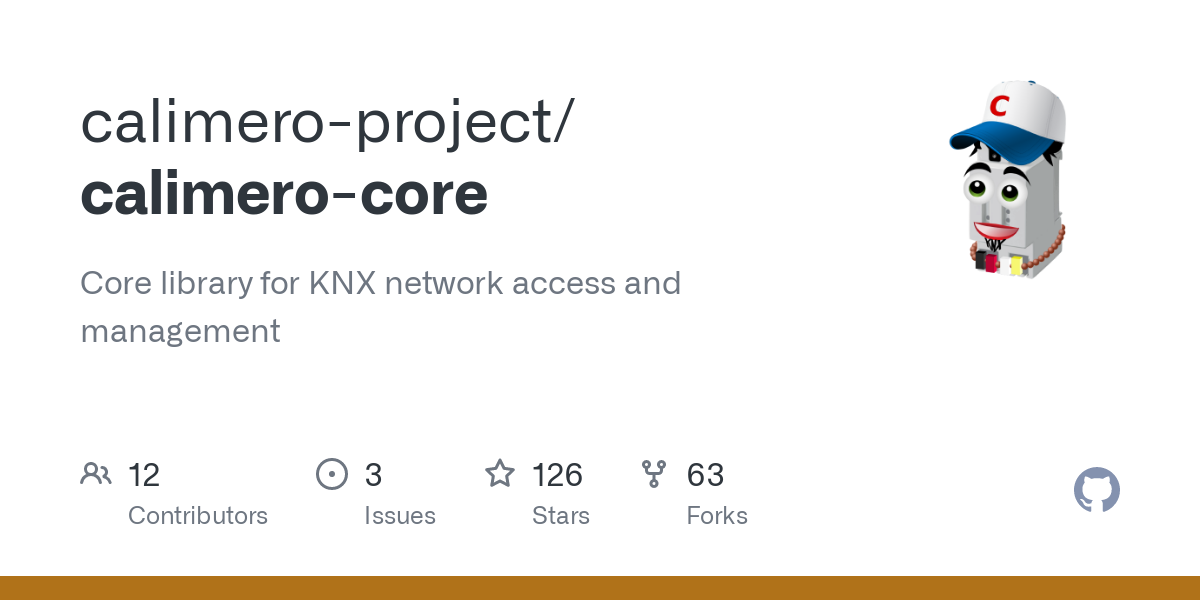 calimero-project/
calimero-core
Core library for KNX network access and
management
C
12
Contributors
3
Issues
126
Stars
63
Forks